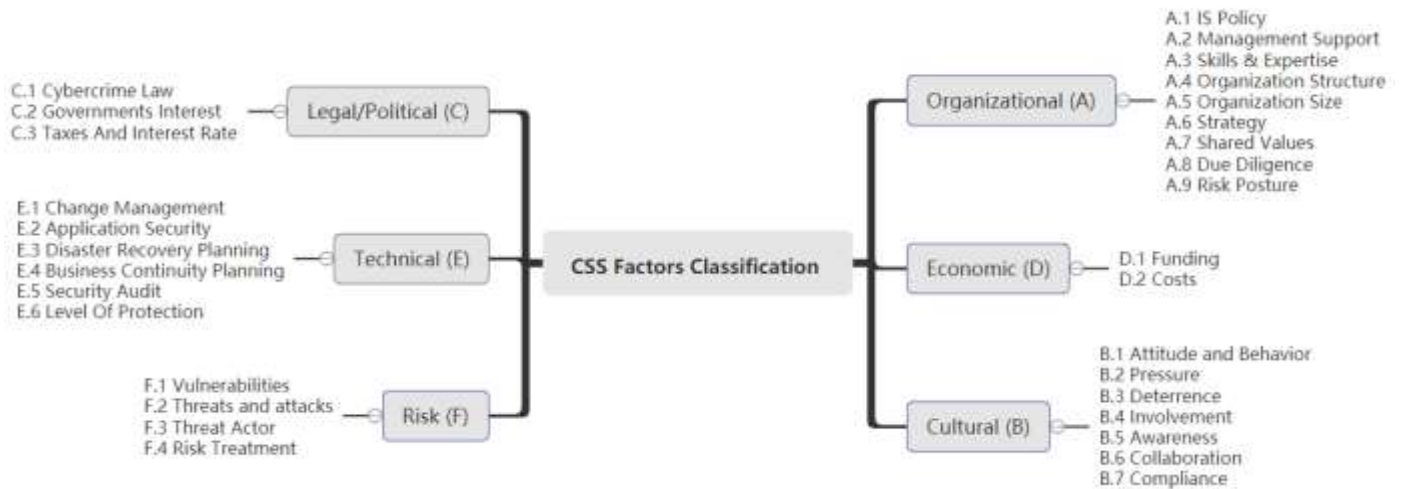 C.1 Cybercrime Law
C.2 Governments Interest
C.3 Taxes And Interest Rate
Legal/Political (C)
E.1 Change Management
E.2 Application Security
E.3 Disaster Recovery Planning
E.4 Business Continuity Planning
E.5 Security Audit
E.6 Level Of Protection
Technical (E)
F.1 Vulnerabilities
F.2 Threats and attacks
F.3 Threat Actor
F.4 Risk Treatment
Risk (F)
CSS Factors Classification
Organizational (A)
A.1 IS Policy
A.2 Management Support
A.3 Skills & Expertise
A.4 Organization Structure
A.5 Organization Size
A.6 Strategy
A.7 Shared Values
A.8 Due Diligence
A.9 Risk Posture
Economic (D)
D.1 Funding
D.2 Costs
Cultural (B)
B.1 Attitude and Behavior
B.2 Pressure
B.3 Deterrence
B.4 Involvement
B.5 Awareness
B.6 Collaboration
B.7 Compliance